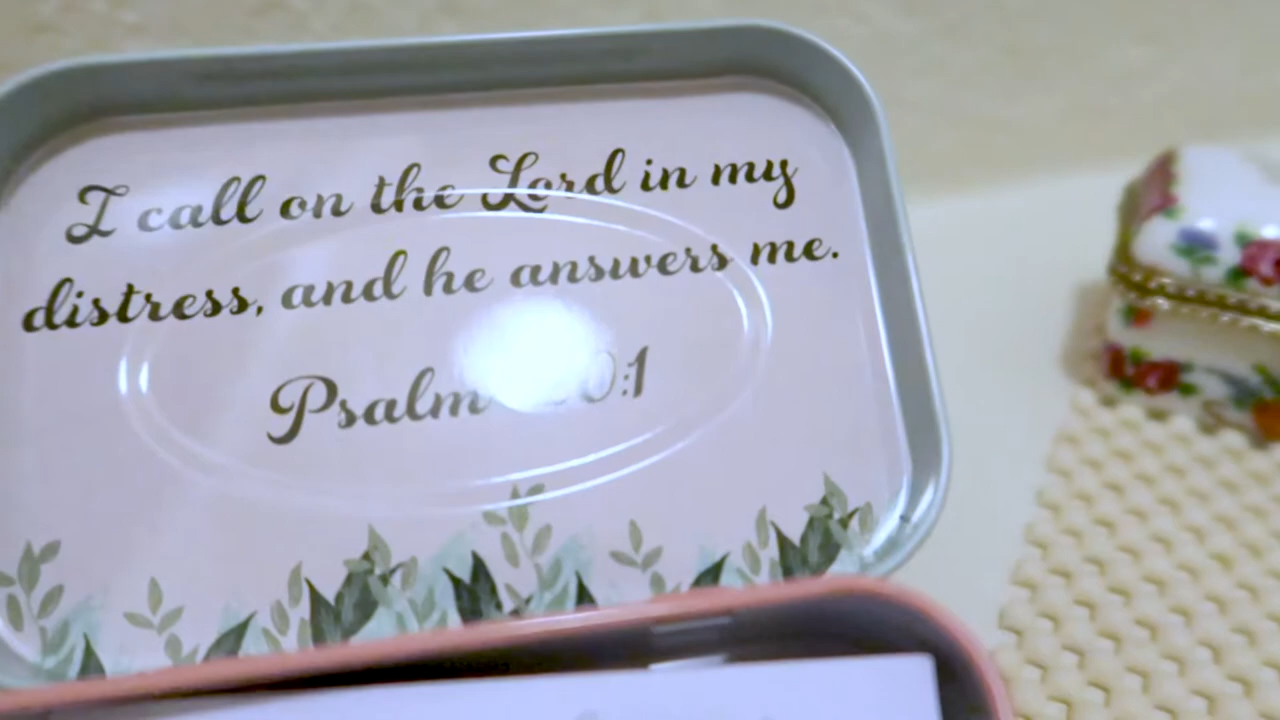 I call on the Lord in my
distress, and he answers me.
Psalm